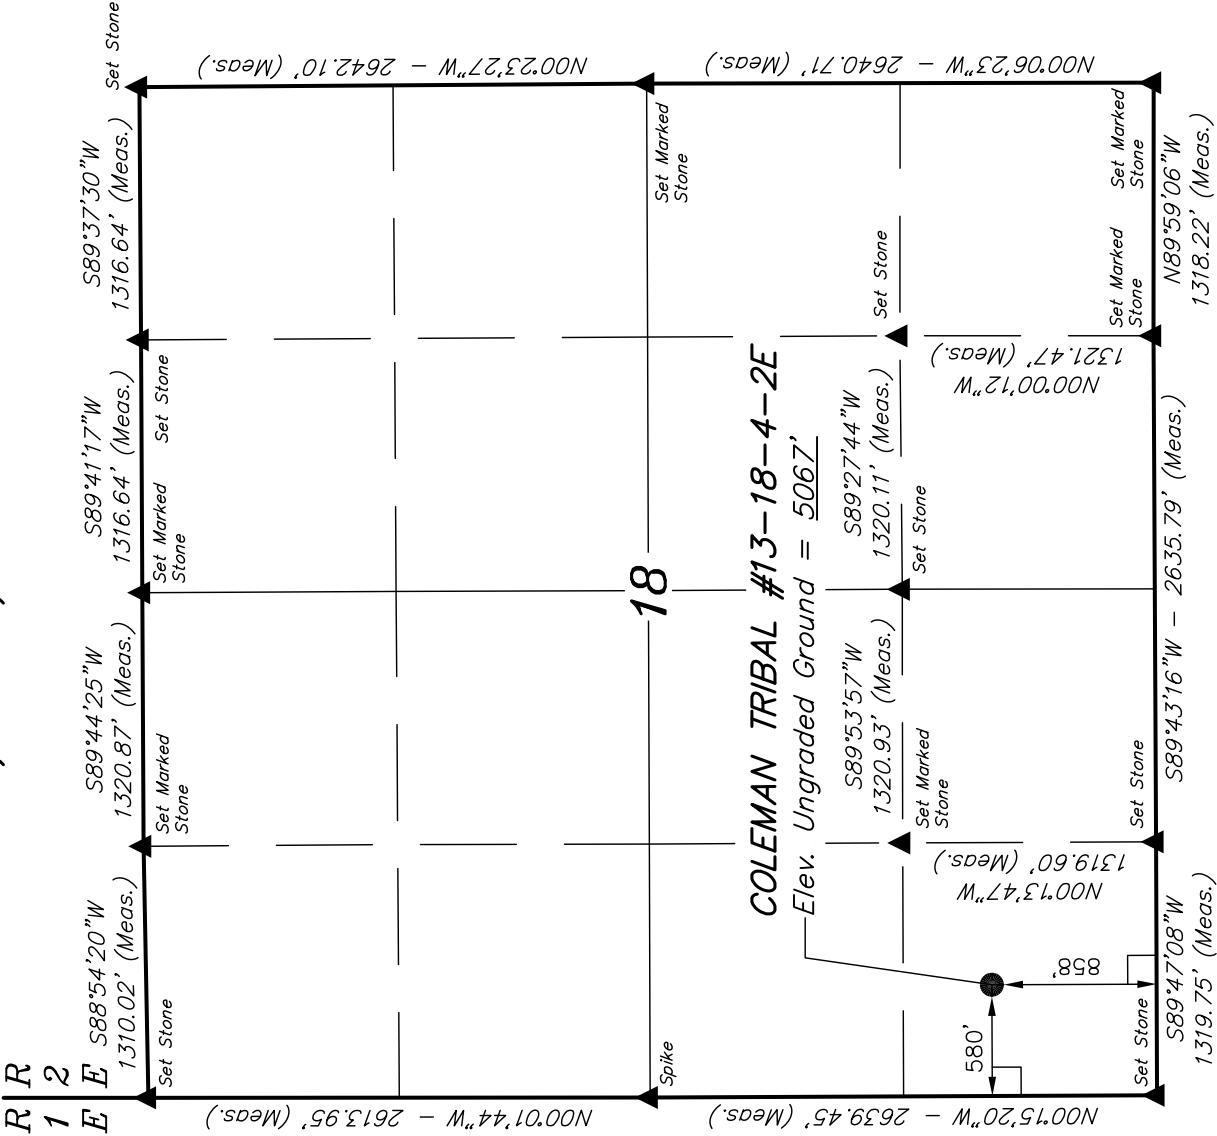 R R
1 2
E E
S88°54'20"W
1310.02' (Meas.)
S89°44'25"W
1320.87' (Meas.)
S89°41'17"W
1316.64' (Meas.)
S89°37'30"W
1316.64' (Meas.)
Set Stone
Set Marked
Stone
Set Marked
Stone
Set Stone
Set Stone
N00°01'44"W - 2613.95' (Meas.)
N00°23'27"W - 2642.10' (Meas.)
Spike
18
Set Marked
Stone
COLEMAN TRIBAL #13-18-4-2E
Elev. Ungraded Ground = 5067'
S89°53'57"W
1320.93' (Meas.)
S89°27'44"W
1320.11' (Meas.)
Set Stone
Set Marked
Stone
Set Stone
N00°15'20"W - 2639.45' (Meas.)
580'
858'
N00°13'47"W
1319.60' (Meas.)
N00°00'12"W
1321.47' (Meas.)
N00°06'23"W - 2640.71' (Meas.)
Set Stone
Set Stone
Set Marked
Stone
Set Marked
Stone
S89°47'08"W
1319.75' (Meas.)
S89°43'16"W - 2635.79' (Meas.)
N89°59'06"W
1318.22' (Meas.)